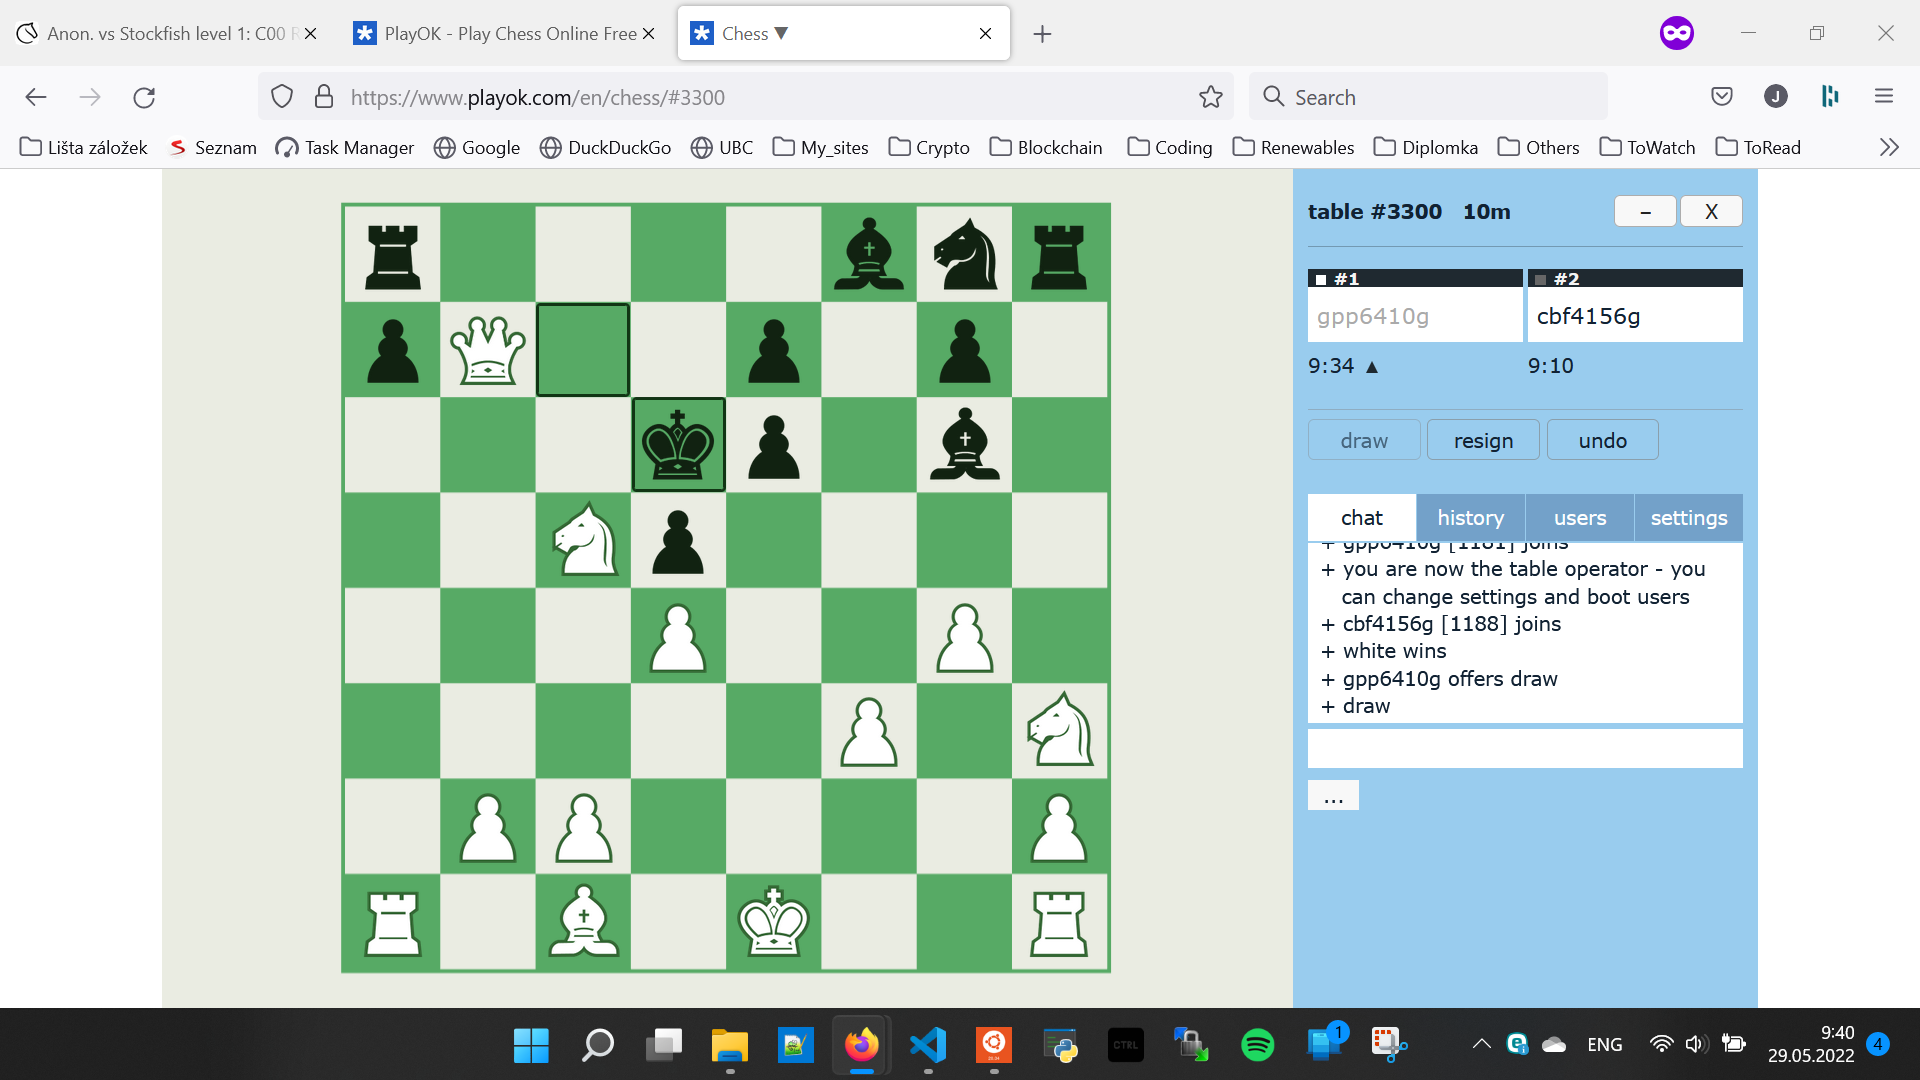 Anon. vs Stockfish level 1: C00 R
PlayOK - Play Chess Online Free
Chess ▼
https://www.playok.com/en/chess/#3300
Search
J
Lišta záložek
Seznam
Task Manager
Google
DuckDuckGo
UBC
My_sites
Crypto
Blockchain
Coding
Renewables
Diplomka
Others
ToWatch
ToRead
table #3300 10m
–
X
#1
#2
gpp6410g
cbf4156g
9:34 ▲
9:10
draw
resign
undo
chat
history
users
settings
+ gpp6410g [1181] joins
+ you are now the table operator - you
can change settings and boot users
+ cbf4156g [1188] joins
+ white wins
+ gpp6410g offers draw
+ draw
...
CTRL
1
ENG
9:40
29.05.2022
4